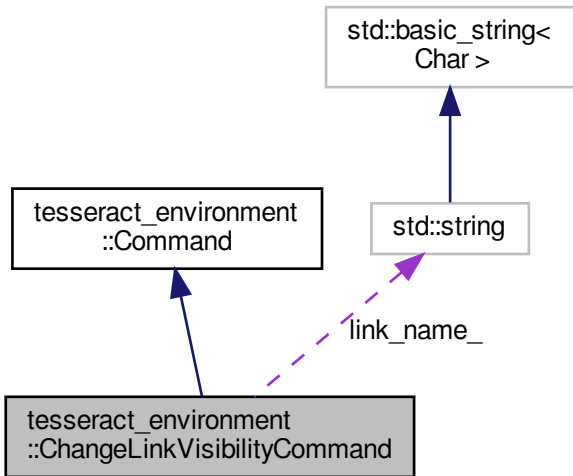 std::basic_string<
Char >
tesseract_environment
::Command
std::string
link_name_
tesseract_environment
::ChangeLinkVisibilityCommand